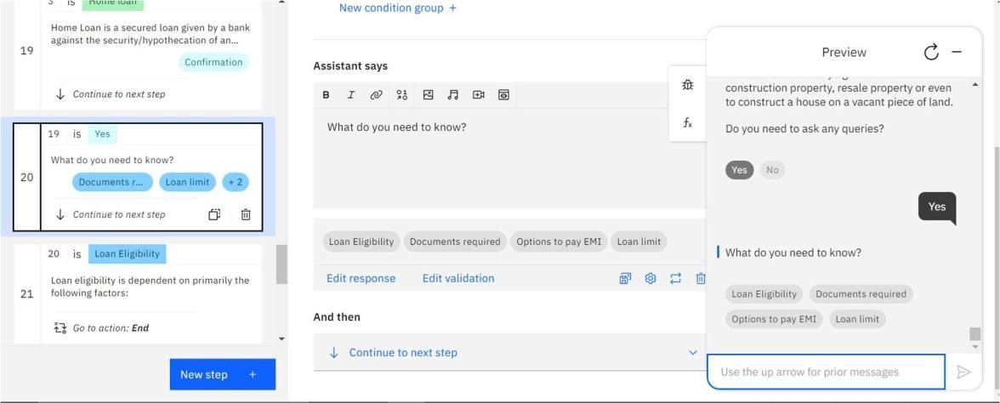 3 is Home loan
19
Home Loan is a secured loan given by a bank
against the security/hypothecation of an...
Confirmation
Continue to next step
19 is Yes
20
What do you need to know?
Documents r... Loan limit + 2
Continue to next step
20 is Loan Eligibility
21
Loan eligibility is dependent on primarily the
following factors:
Go to action: End
New step +
New condition group +
Assistant says
B I
What do you need to know?
Loan Eligibility Documents required Options to pay EMI Loan limit
Edit response Edit validation
And then
Continue to next step
fx
Preview
construction property, resale property or even
to construct a house on a vacant piece of land.
Do you need to ask any queries?
Yes No
Yes
What do you need to know?
Loan Eligibility Documents required
Options to pay EMI Loan limit
Use the up arrow for prior messages